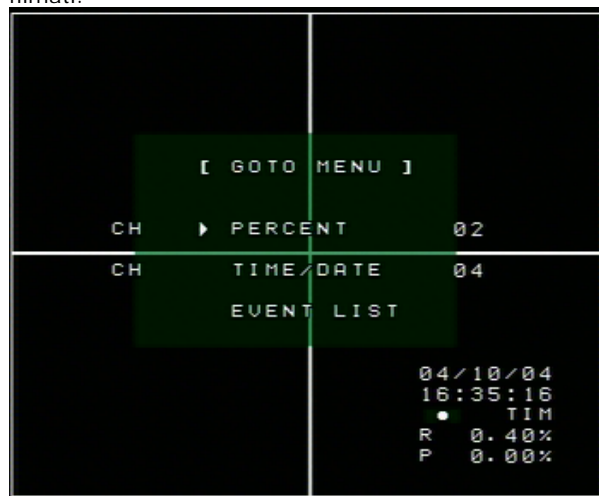 [ GOTO MENU ]
CH ▶ PERCENT 02
CH TIME/DATE 04
EVENT LIST
04/10/04
16:35:16
● TIM
R 0.40%
P 0.00%